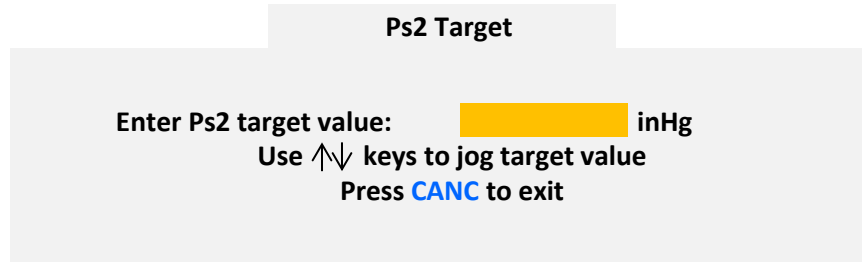 Ps2 Target
Enter Ps2 target value: inHg
Use ↑↓ keys to jog target value
Press CANC to exit